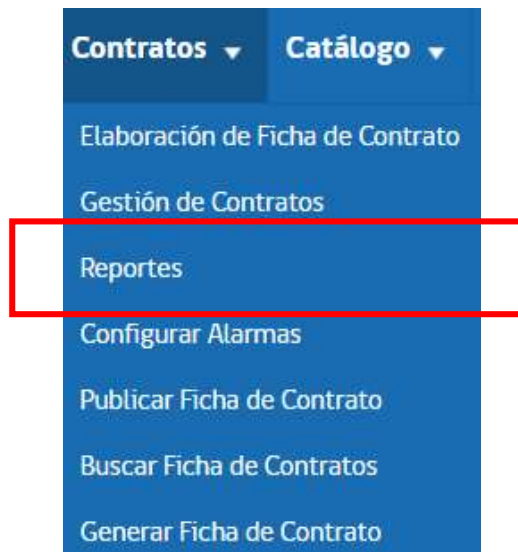 Contratos Catálogo
Elaboración de Ficha de Contrato
Gestión de Contratos
Reportes
Configurar Alarmas
Publicar Ficha de Contrato
Buscar Ficha de Contratos
Generar Ficha de Contrato